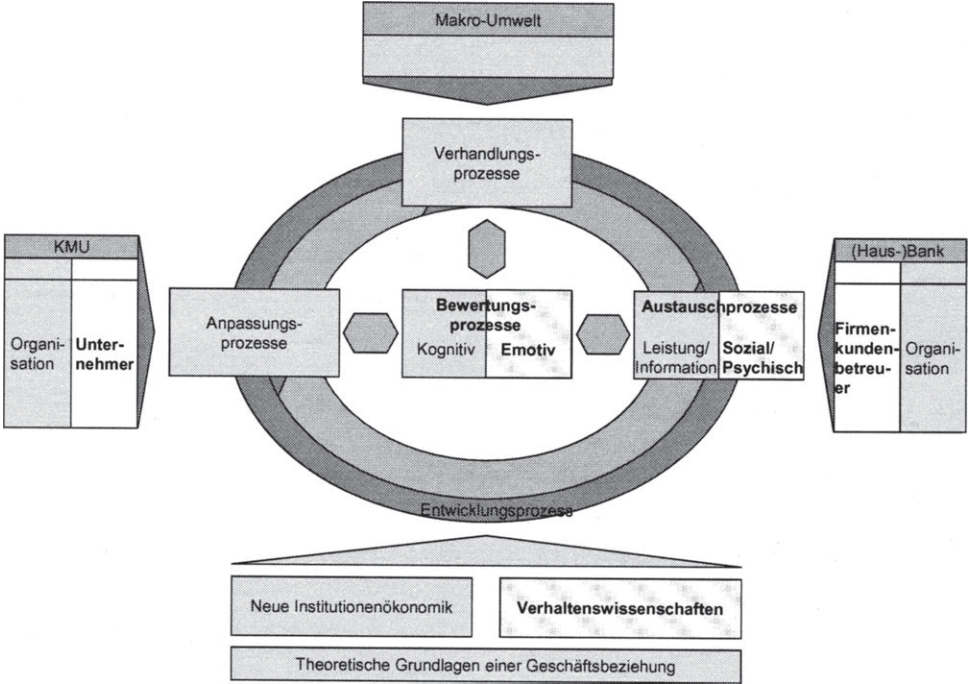 Makro-Umwelt
Verhandlungs-
prozesse
KMU
Organi-
sation
Unter-
nehmer
Anpassungs-
prozesse
Bewertungs-
prozesse
Kognitiv
Emotiv
Austauschprozesse
Leistung/
Information
Sozial/
Psychisch
(Haus-)Bank
Firmen-
kunden-
betreu-
er
Organi-
sation
Entwicklungsprozess
Neue Institutionenökonomik
Verhaltenswissenschaften
Theoretische Grundlagen einer Geschäftsbeziehung